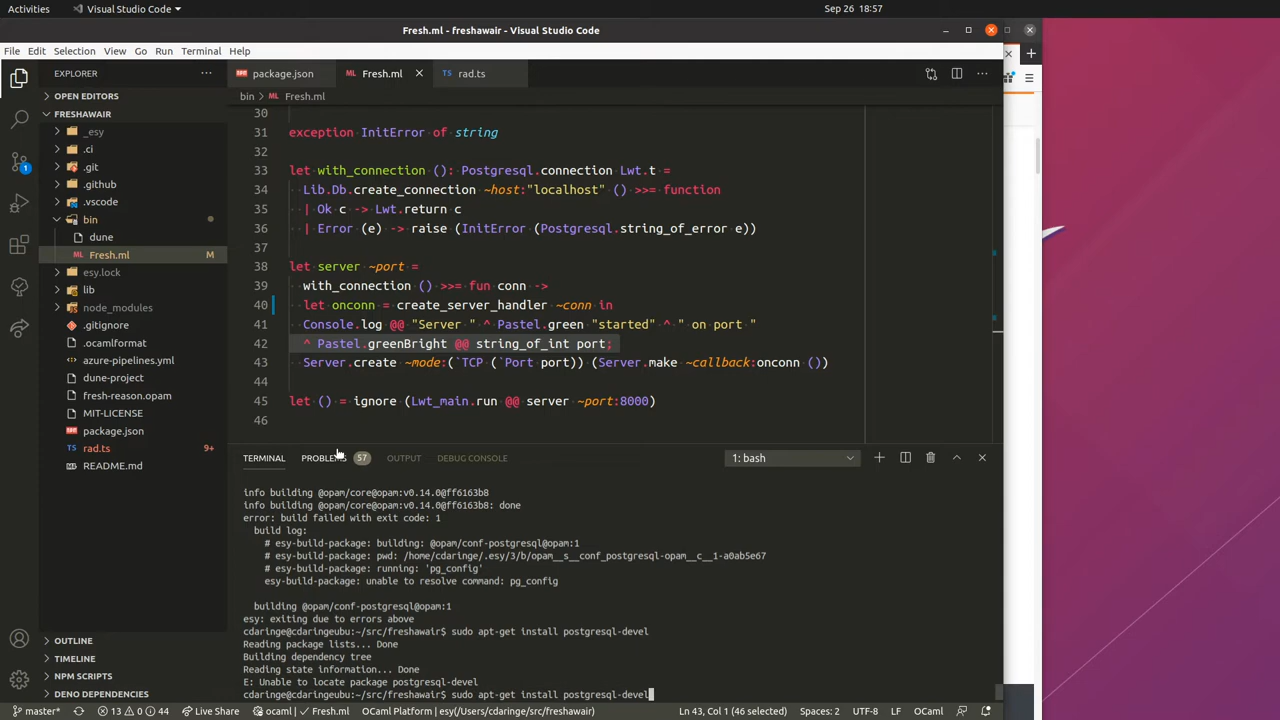 Activities
Visual Studio Code
Sep 26 18:57
Fresh.ml - freshawair - Visual Studio Code
File Edit Selection View Go Run Terminal Help
EXPLORER
OPEN EDITORS
FRESHAWAIR
_esy
.ci
.git
.github
.vscode
bin
dune
ML Fresh.ml M
esy.lock
lib
node_modules
.gitignore
.ocamlformat
azure-pipelines.yml
dune-project
fresh-reason.opam
MIT-LICENSE
package.json
TS rad.ts 9+
README.md
OUTLINE
TIMELINE
DENO DEPENDENCIES
1
package.json
ML Fresh.ml
TS rad.ts
bin > ML Fresh.ml
30
31 exception InitError of string
32
33 let with_connection (): Postgresql.connection Lwt.t =
34 ··Lib.Db.create_connection ~host:"localhost" () >>= function
35 ··| Ok c -> Lwt.return c
36 ··| Error (e) -> raise (InitError (Postgresql.string_of_error e))
37
38 let server ~port =
39 with_connection () >>= fun conn ->
40 let onconn = create_server_handler ~conn in
41 Console.log @@ "Server " ^ Pastel.green "started" ^ " on port "
42 ^ Pastel.greenBright @@ string_of_int port;
43 Server.create ~mode:(`TCP (`Port port)) (Server.make ~callback:onconn ())
44
45 let () = ignore (Lwt_main.run @@ server ~port:8000)
46
TERMINAL PROBLEMS 57 OUTPUT DEBUG CONSOLE
1: bash
info building @opam/core@opam:v0.14.0@ff6163b8
info building @opam/core@opam:v0.14.0@ff6163b8: done
error: build failed with exit code: 1
build log:
# esy-build-package: building: @opam/conf-postgresql@opam:1
# esy-build-package: pwd: /home/cdaringe/.esy/3/b/opam__s__conf_postgresql-opam__c__1-a0ab5e67
# esy-build-package: running: 'pg_config'
esy-build-package: unable to resolve command: pg_config
building @opam/conf-postgresql@opam:1
esy: exiting due to errors above
cdaringe@cdaringeubu:~/src/freshawair$ sudo apt-get install postgresql-devel
Reading package lists... Done
Building dependency tree
Reading state information... Done
E: Unable to locate package postgresql-devel
cdaringe@cdaringeubu:~/src/freshawair$ sudo apt-get install postgresql-devel
master* 13 0 44 Live Share ocaml Fresh.ml OCaml Platform | esy(/Users/cdaringe/src/freshawair) Ln 43, Col 1 (46 selected) Spaces: 2 UTF-8 LF OCaml